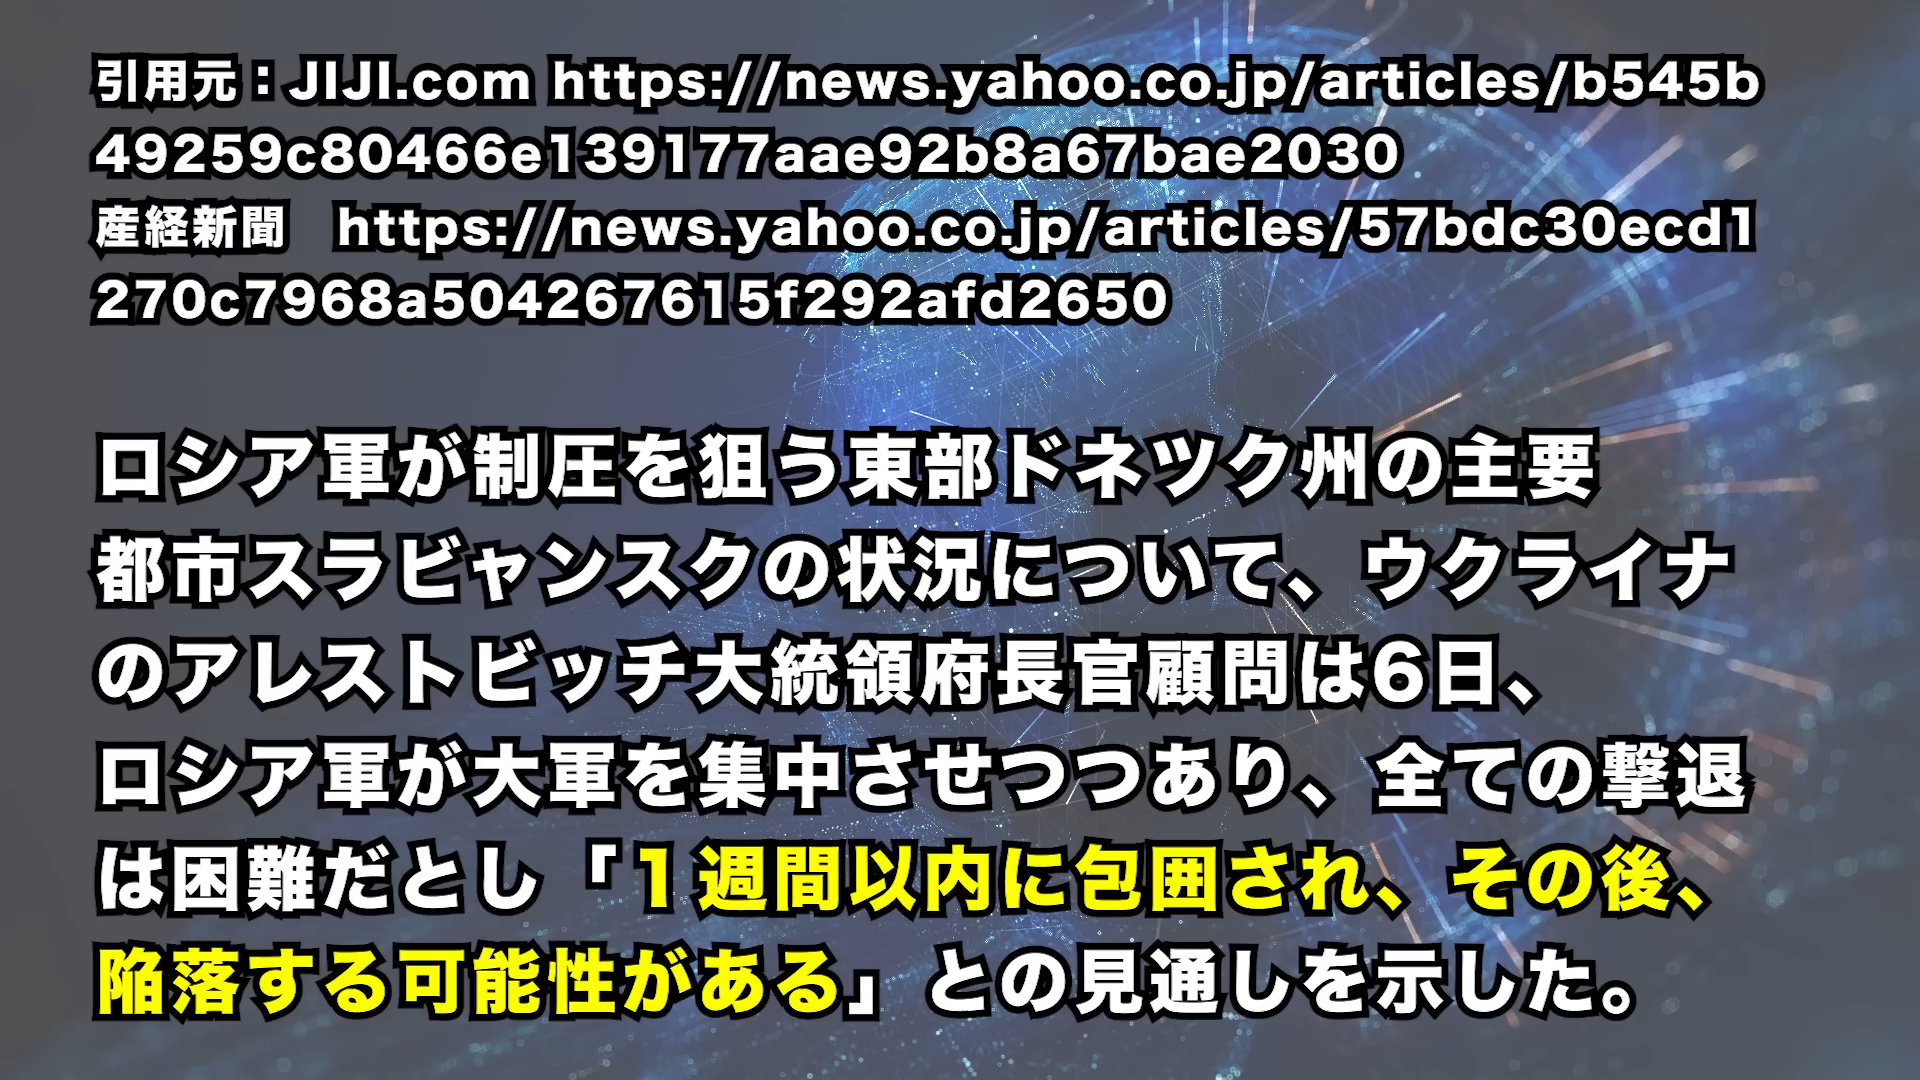 引用元：JIJI.com https://news.yahoo.co.jp/articles/b545b
49259c80466e139177aae92b8a67bae2030
産経新聞　https://news.yahoo.co.jp/articles/57bdc30ecd1
270c7968a504267615f292afd2650
ロシア軍が制圧を狙う東部ドネツク州の主要
都市スラビャンスクの状況について、ウクライナ
のアレストビッチ大統領府長官顧問は6日、
ロシア軍が大軍を集中させつつあり、全ての撃退
は困難だとし「１週間以内に包囲され、その後、
陥落する可能性がある」との見通しを示した。